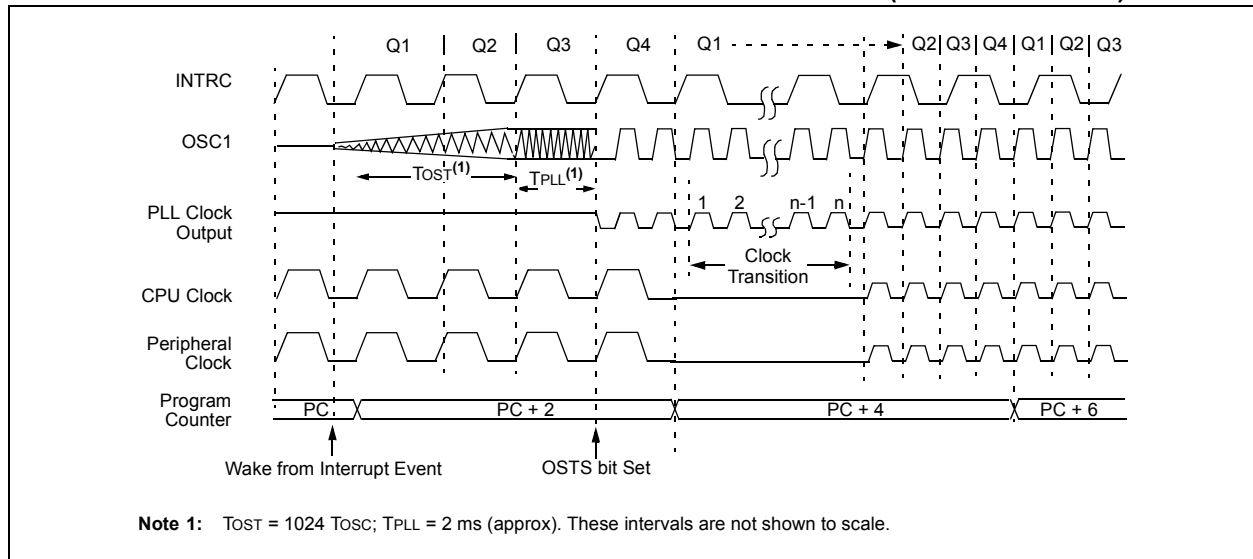 Q1 Q2 Q3 Q4 Q1 Q2 Q3 Q4 Q1 Q2 Q3
INTRC
OSC1
TOST(1) TPLL(1)
PLL Clock
Output
1 2 n-1 n
Clock
Transition
CPU Clock
Peripheral
Clock
Program
Counter
PC PC + 2 PC + 4 PC + 6
Wake from Interrupt Event OSTS bit Set
Note 1: TOST = 1024 TOSC; TPLL = 2 ms (approx). These intervals are not shown to scale.